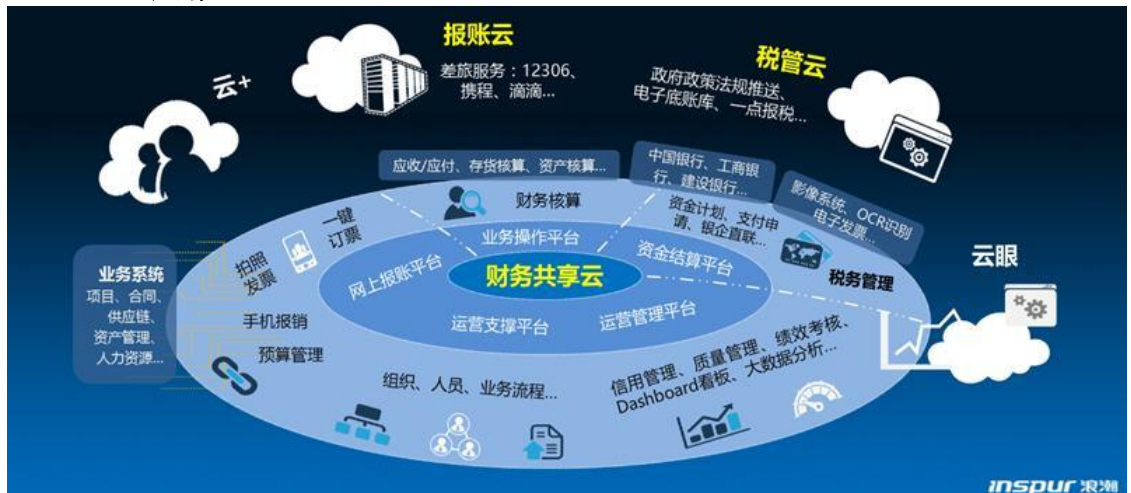 报账云
差旅服务：12306、
携程、滴滴...
税管云
政府政策法规推送、
电子底账库、一点报税...
云+
应收/应付、存货核算、资产核算...
中国银行、工商银
行、建设银行...
影像系统、OCR识别
电子发票...
财务核算
资金计划、支付申
请、银企直联...
一键
订票
拍照
发票
手机报销
预算管理
业务系统
项目、合同、
供应链、
资产管理、
人力资源...
业务操作平台
网上报账平台
资金结算平台
财务共享云
运营支撑平台
运营管理平台
税务管理
云眼
组织、人员、业务流程...
信用管理、质量管理、绩效考核、
Dashboard看板、大数据分析...
inspur 浪潮